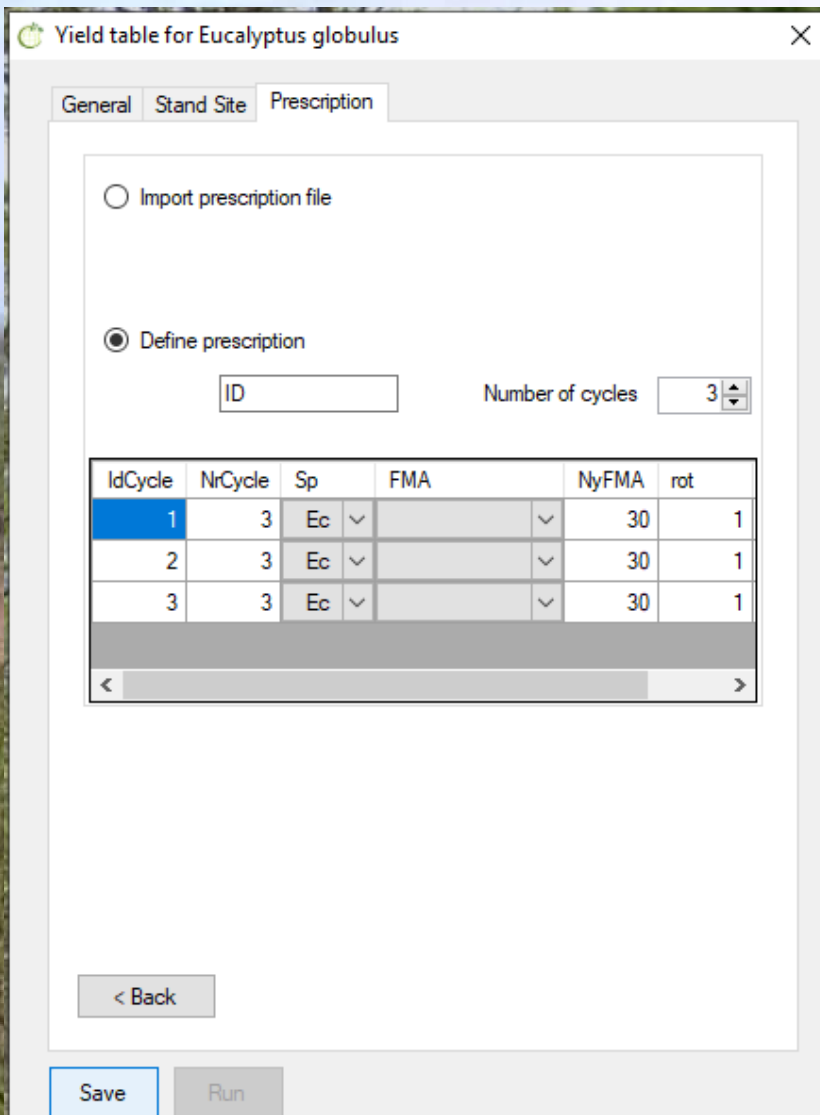 Yield table for Eucalyptus globulus
General Stand Site Prescription
Import prescription file
Define prescription
ID Number of cycles 3
IdCycle NrCycle Sp FMA NyFMA rot
1 3 Ec 30 1
2 3 Ec 30 1
3 3 Ec 30 1
< Back
Save Run